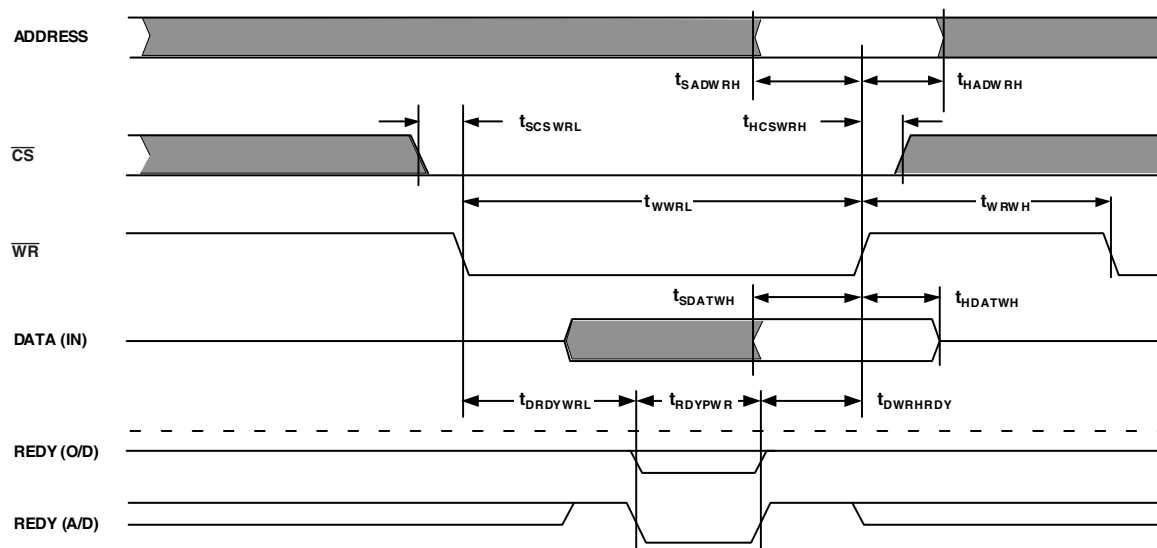 ADDRESS
tSADWRH
tHADWRH
tSCSWRL
tHCSWRH
CS
tWWRL
tWRWH
WR
tSDATWH
tHDATWH
DATA (IN)
tDRDYWRL
tRDYPWR
tDWRHRDY
REDY (O/D)
REDY (A/D)